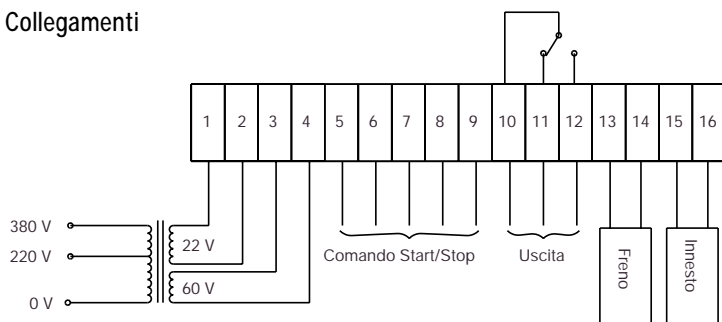 Collegamenti
1 2 3 4 5 6 7 8 9 10 11 12 13 14 15 16
380 V
220 V
0 V
22 V
60 V
Comando Start/Stop
Uscita
Freno
Innesto